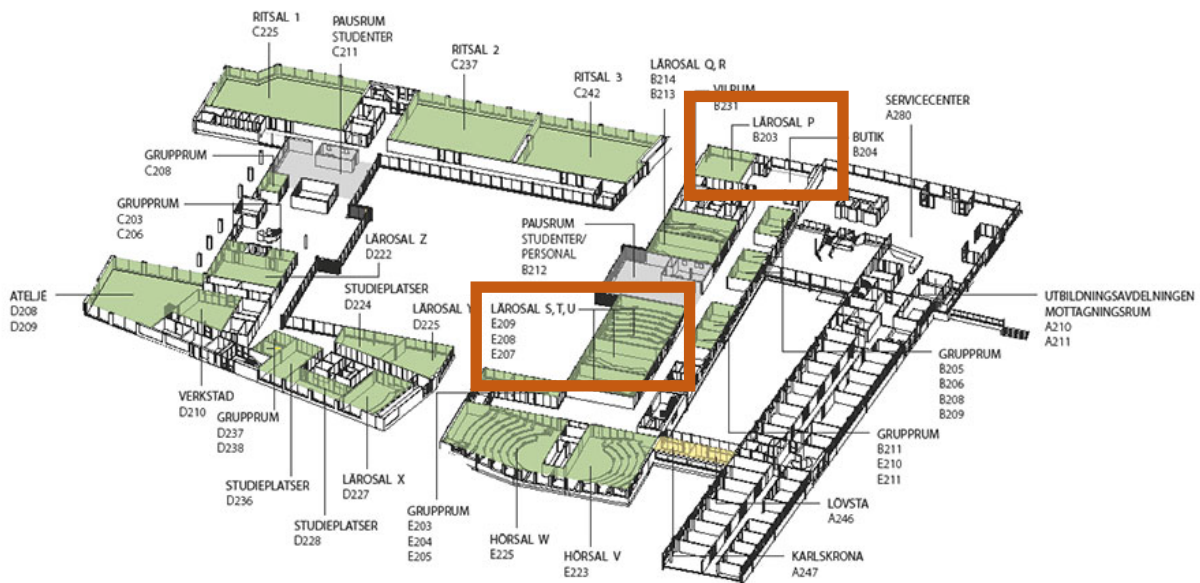 RITSAL 1
C225
PAUSRUM
STUDENTER
C211
RITSAL 2
C237
RITSAL 3
C242
LÄROSAL Q, R
B214
B213
VILRUM
B231
LÄROSAL P
B203
BUTIK
B204
SERVICECENTER
A280
GRUPPRUM
C208
GRUPPRUM
C203
C206
LÄROSAL Z
D222
STUDIEPLATSER
D224
LÄROSAL Y
D225
PAUSRUM
STUDENTER/
PERSONAL
B212
LÄROSAL S, T, U
E209
E208
E207
ATELJÉ
D208
D209
UTBILDNINGSAVDELNINGEN
MOTTAGNINGSRUM
A210
A211
VERKSTAD
D210
GRUPPRUM
D237
D238
STUDIEPLATSER
D236
STUDIEPLATSER
D228
LÄROSAL X
D227
GRUPPRUM
E203
E204
E205
HÖRSAL W
E225
HÖRSAL V
E223
GRUPPRUM
B205
B206
B208
B209
GRUPPRUM
B211
E210
E211
LÖVSTA
A246
KARLSKRONA
A247